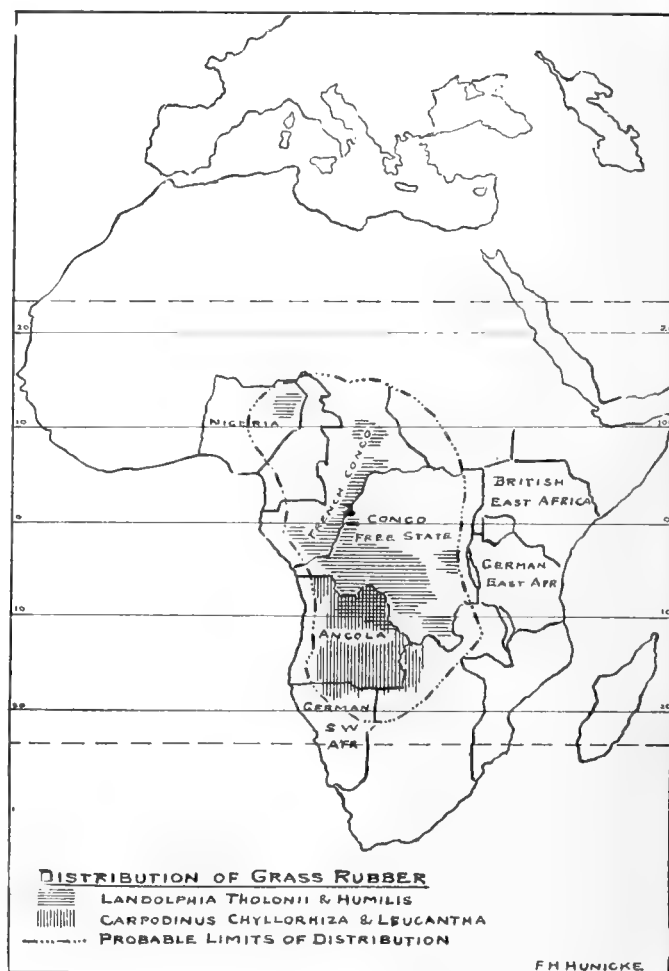 20 20
NIGERIA
10 10
FRENCH CONGO
BRITISH
EAST AFRICA
0 0
CONGO
FREE STATE
GERMAN
EAST AFR
10 10
ANGOLA
GERMAN
20 20
S W
AFR
DISTRIBUTION OF GRASS RUBBER
LANDOLPHIA THOLONII & HUMILIS
CARPODINUS CHYLLORHIZA & LEUCANTHA
PROBABLE LIMITS OF DISTRIBUTION
F H HUNICKE